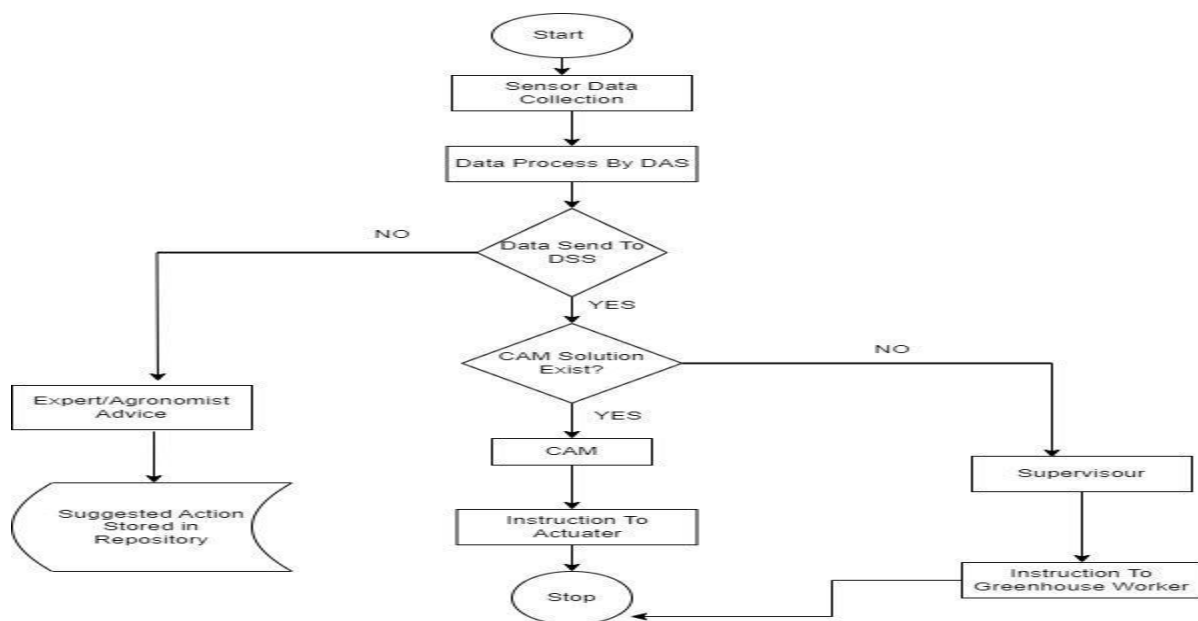 Start
Sensor Data
Collection
Data Process By DAS
NO
Data Send To
DSS
YES
CAM Solution
Exist?
NO
Expert/Agronomist
Advice
YES
CAM
Supervisour
Suggested Action
Stored in
Repository
Instruction To
Actuater
Instruction To
Greenhouse Worker
Stop